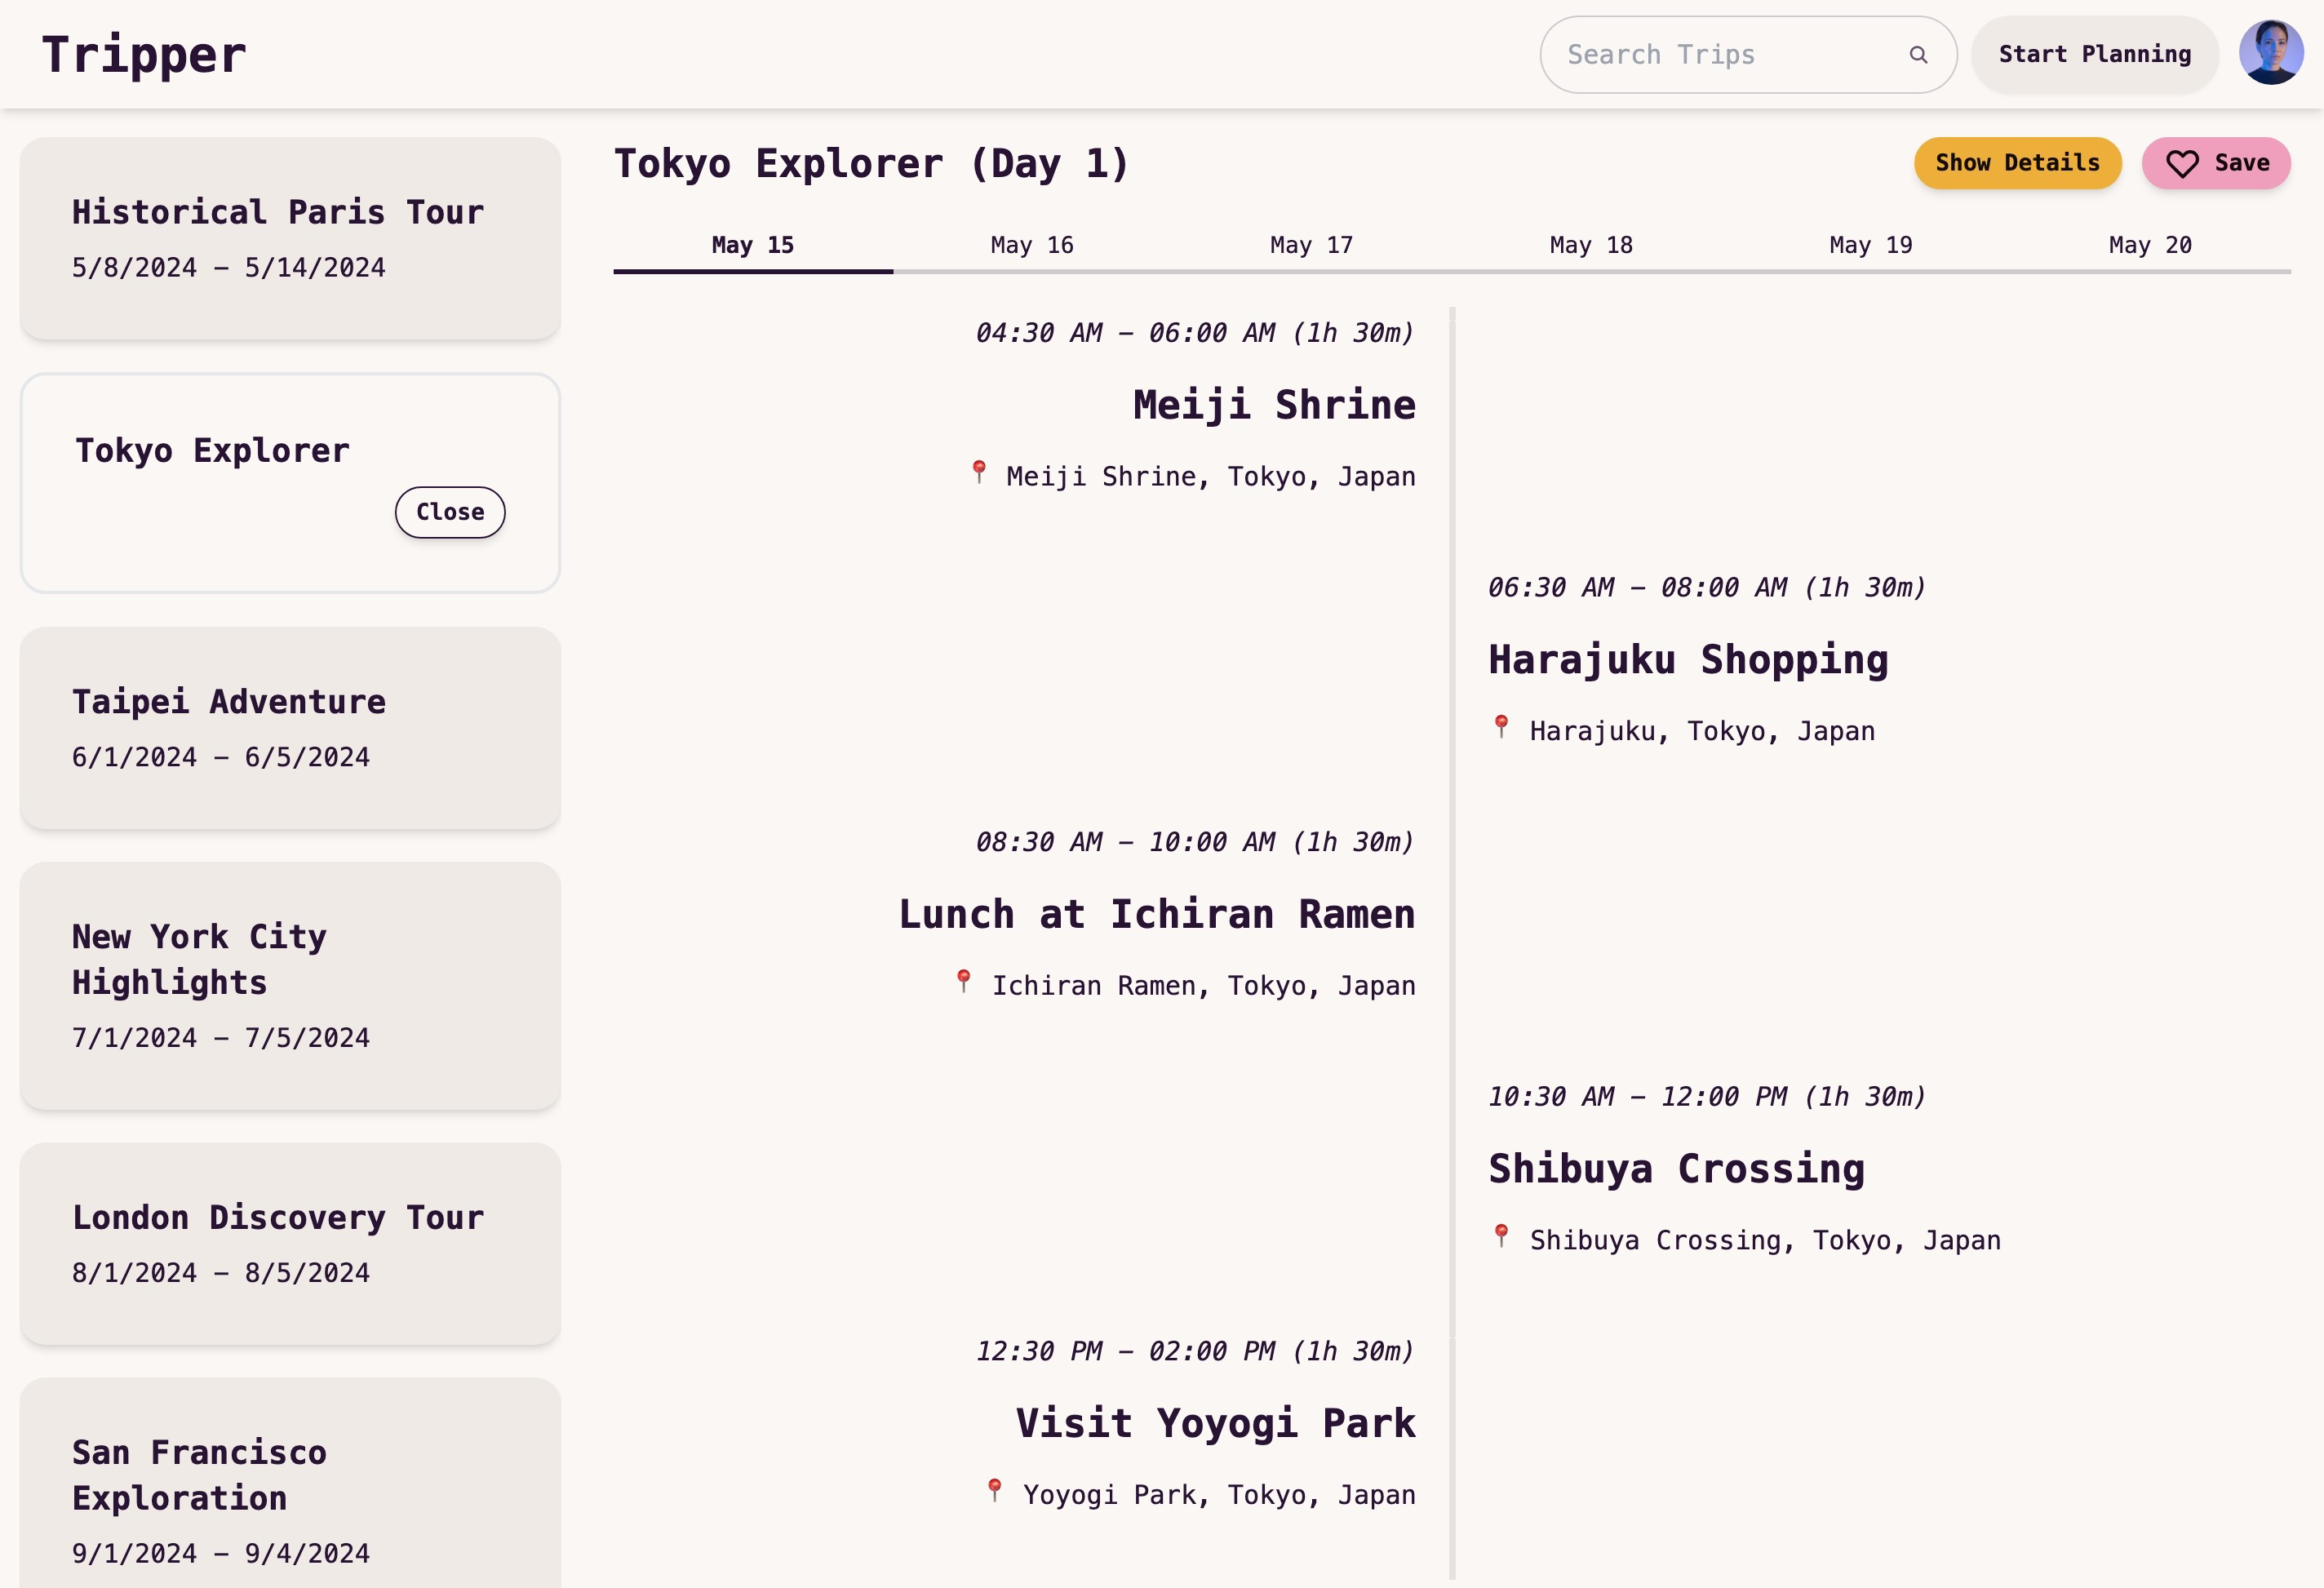 Tripper
Search Trips
Start Planning
Historical Paris Tour
5/8/2024 – 5/14/2024
Tokyo Explorer
Close
Taipei Adventure
6/1/2024 – 6/5/2024
New York City
Highlights
7/1/2024 – 7/5/2024
London Discovery Tour
8/1/2024 – 8/5/2024
San Francisco
Exploration
9/1/2024 – 9/4/2024
Tokyo Explorer (Day 1)
Show Details
Save
May 15
May 16
May 17
May 18
May 19
May 20
04:30 AM – 06:00 AM (1h 30m)
Meiji Shrine
📍 Meiji Shrine, Tokyo, Japan
06:30 AM – 08:00 AM (1h 30m)
Harajuku Shopping
📍 Harajuku, Tokyo, Japan
08:30 AM – 10:00 AM (1h 30m)
Lunch at Ichiran Ramen
📍 Ichiran Ramen, Tokyo, Japan
10:30 AM – 12:00 PM (1h 30m)
Shibuya Crossing
📍 Shibuya Crossing, Tokyo, Japan
12:30 PM – 02:00 PM (1h 30m)
Visit Yoyogi Park
📍 Yoyogi Park, Tokyo, Japan